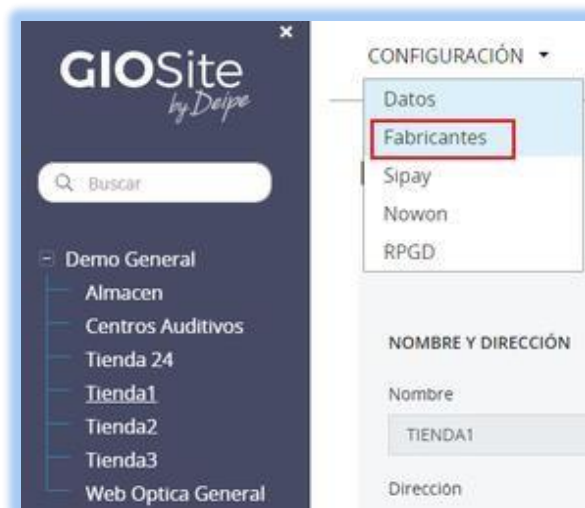 ×
GIOSite
by Deipe
Buscar
Demo General
Almacen
Centros Auditivos
Tienda 24
Tienda1
Tienda2
Tienda3
Web Optica General
CONFIGURACIÓN
Datos
Fabricantes
Sipay
Nowon
RPGD
NOMBRE Y DIRECCIÓN
Nombre
TIENDA1
Dirección